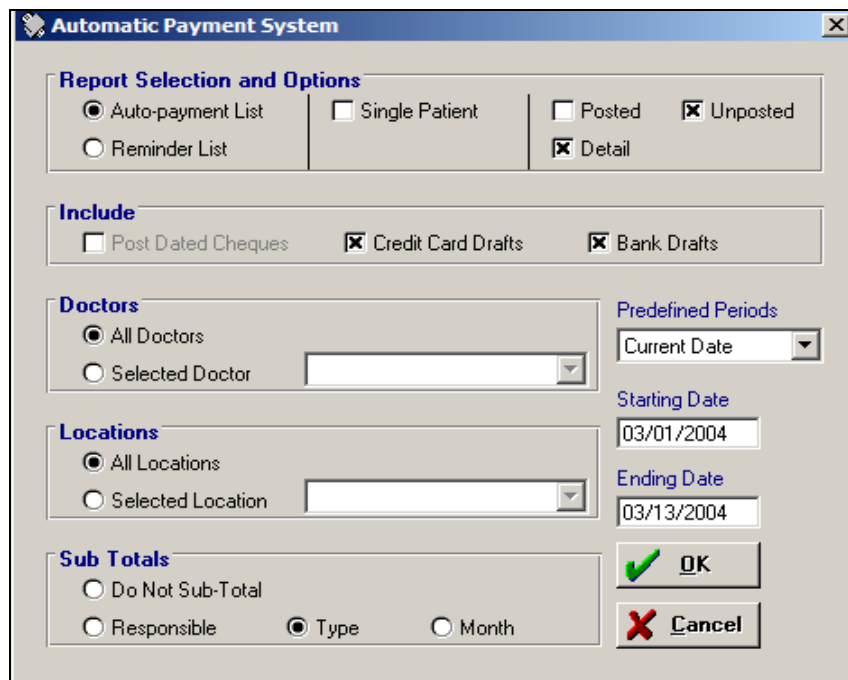 Automatic Payment System
Report Selection and Options
Auto-payment List Single Patient Posted Unposted
Reminder List Detail
Include
Post Dated Cheques Credit Card Drafts Bank Drafts
Doctors
All Doctors
Selected Doctor
Predefined Periods
Current Date
Starting Date
03/01/2004
Locations
All Locations
Selected Location
Ending Date
03/13/2004
Sub Totals
Do Not Sub-Total
Responsible Type Month
OK
Cancel